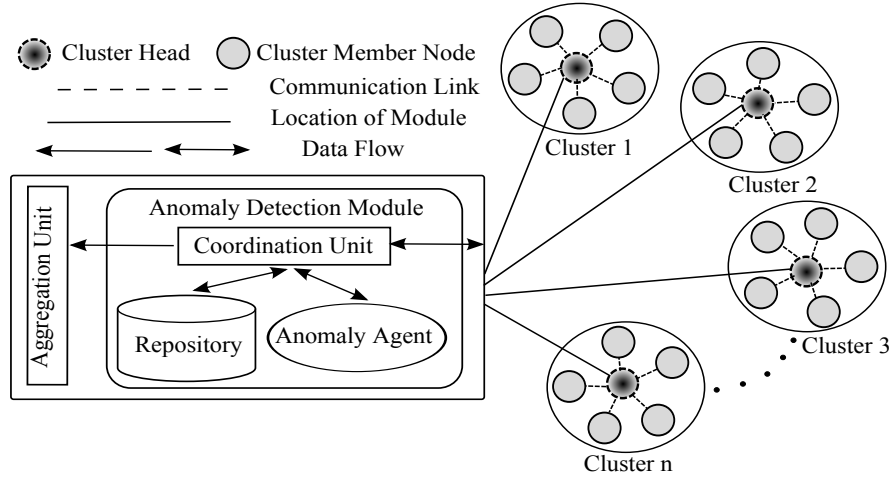 Cluster Head
Cluster Member Node
Communication Link
Location of Module
Data Flow
Aggregation Unit
Anomaly Detection Module
Coordination Unit
Repository
Anomaly Agent
Cluster 1
Cluster 2
Cluster 3
Cluster n